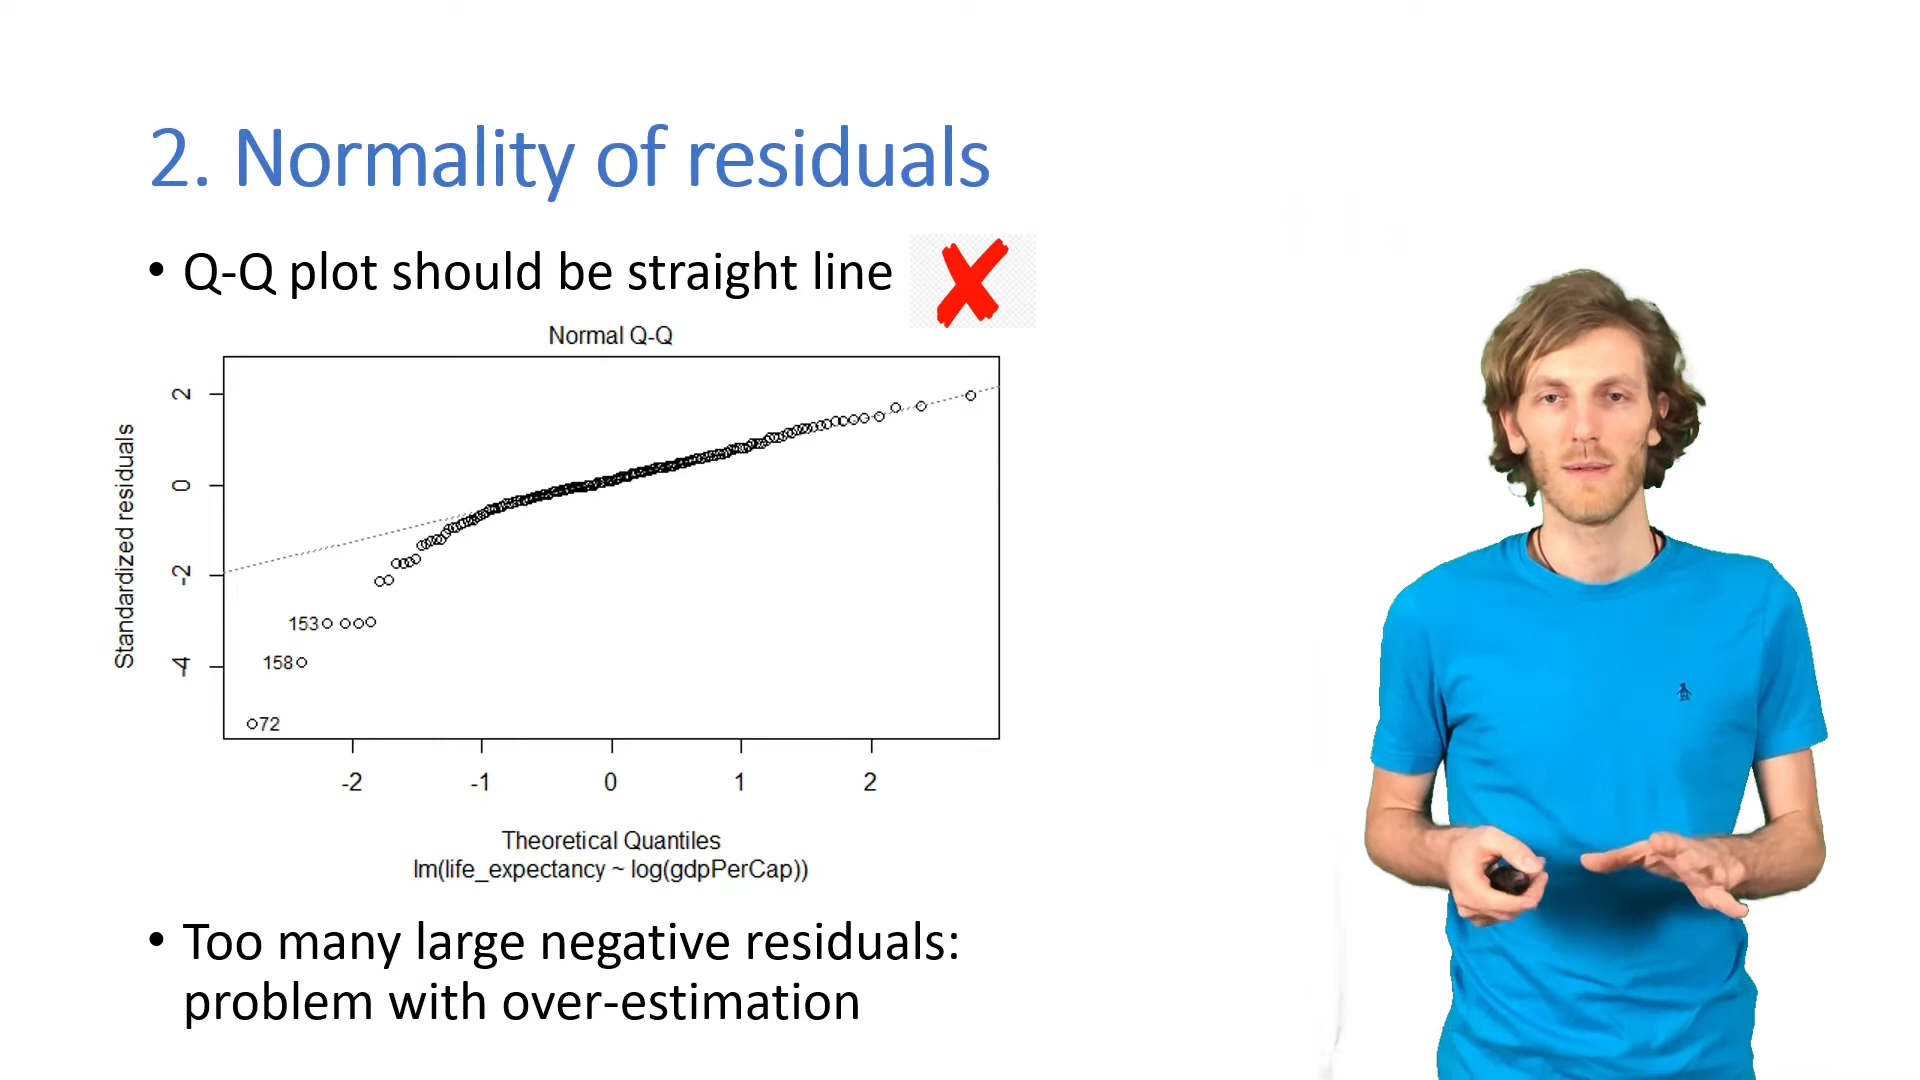 2. Normality of residuals
• Q-Q plot should be straight line
Normal Q-Q
Standardized residuals
2
0
-2
-4
153
158
72
-2 -1 0 1 2
Theoretical Quantiles
lm(life_expectancy ~ log(gdpPerCap))
• Too many large negative residuals:
problem with over-estimation